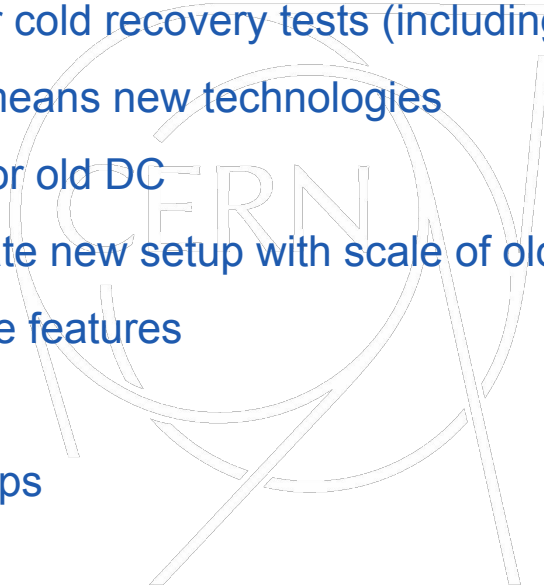 r cold recovery tests (including
means new technologies
or old DC
te new setup with scale of old
e features
ps
CERN